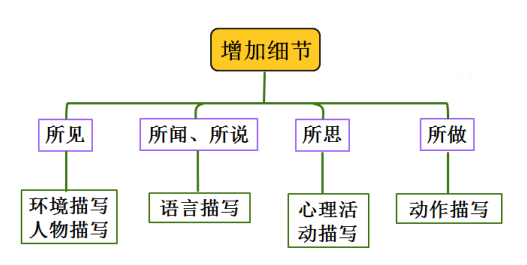 增加细节
所见
所闻、所说
所思
所做
环境描写
人物描写
语言描写
心理活
动描写
动作描写